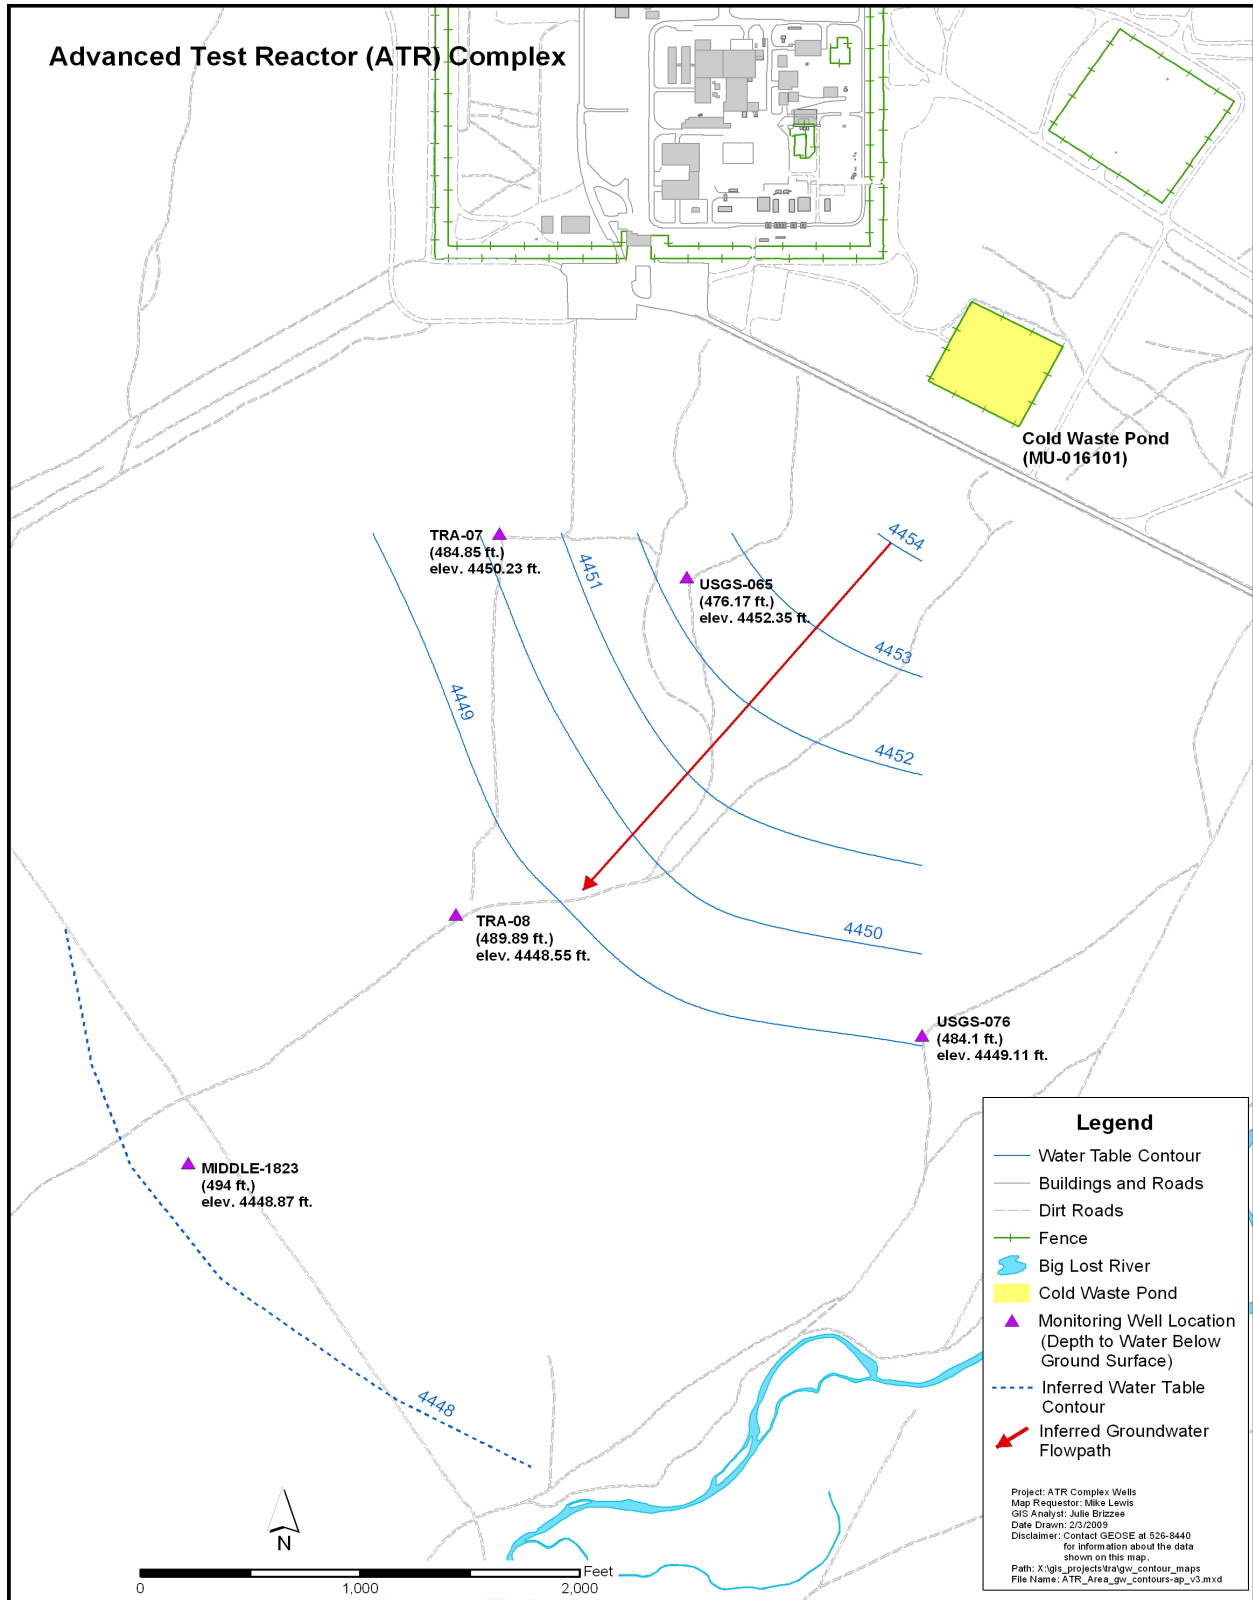 Advanced Test Reactor (ATR) Complex
Cold Waste Pond
(MU-016101)
TRA-07
(484.85 ft.)
elev. 4450.23 ft.
4451
USGS-065
(476.17 ft.)
elev. 4452.35 ft.
4454
4453
4449
4452
TRA-08
(489.89 ft.)
elev. 4448.55 ft.
4450
USGS-076
(484.1 ft.)
elev. 4449.11 ft.
MIDDLE-1823
(494 ft.)
elev. 4448.87 ft.
4448
Legend
Water Table Contour
Buildings and Roads
Dirt Roads
Fence
Big Lost River
Cold Waste Pond
Monitoring Well Location
(Depth to Water Below
Ground Surface)
Inferred Water Table
Contour
Inferred Groundwater
Flowpath
Project: ATR Complex Wells
Map Requestor: Mike Lewis
GIS Analyst: Julie Brizzee
Date Drawn: 2/3/2009
Disclaimer: Contact GEOSE at 526-8440
for information about the data
shown on this map.
Path: X:\gis_projects\tra\gw_contour_maps
File Name: ATR_Area_gw_contours-ap_v3.mxd
N
Feet
0 1,000 2,000